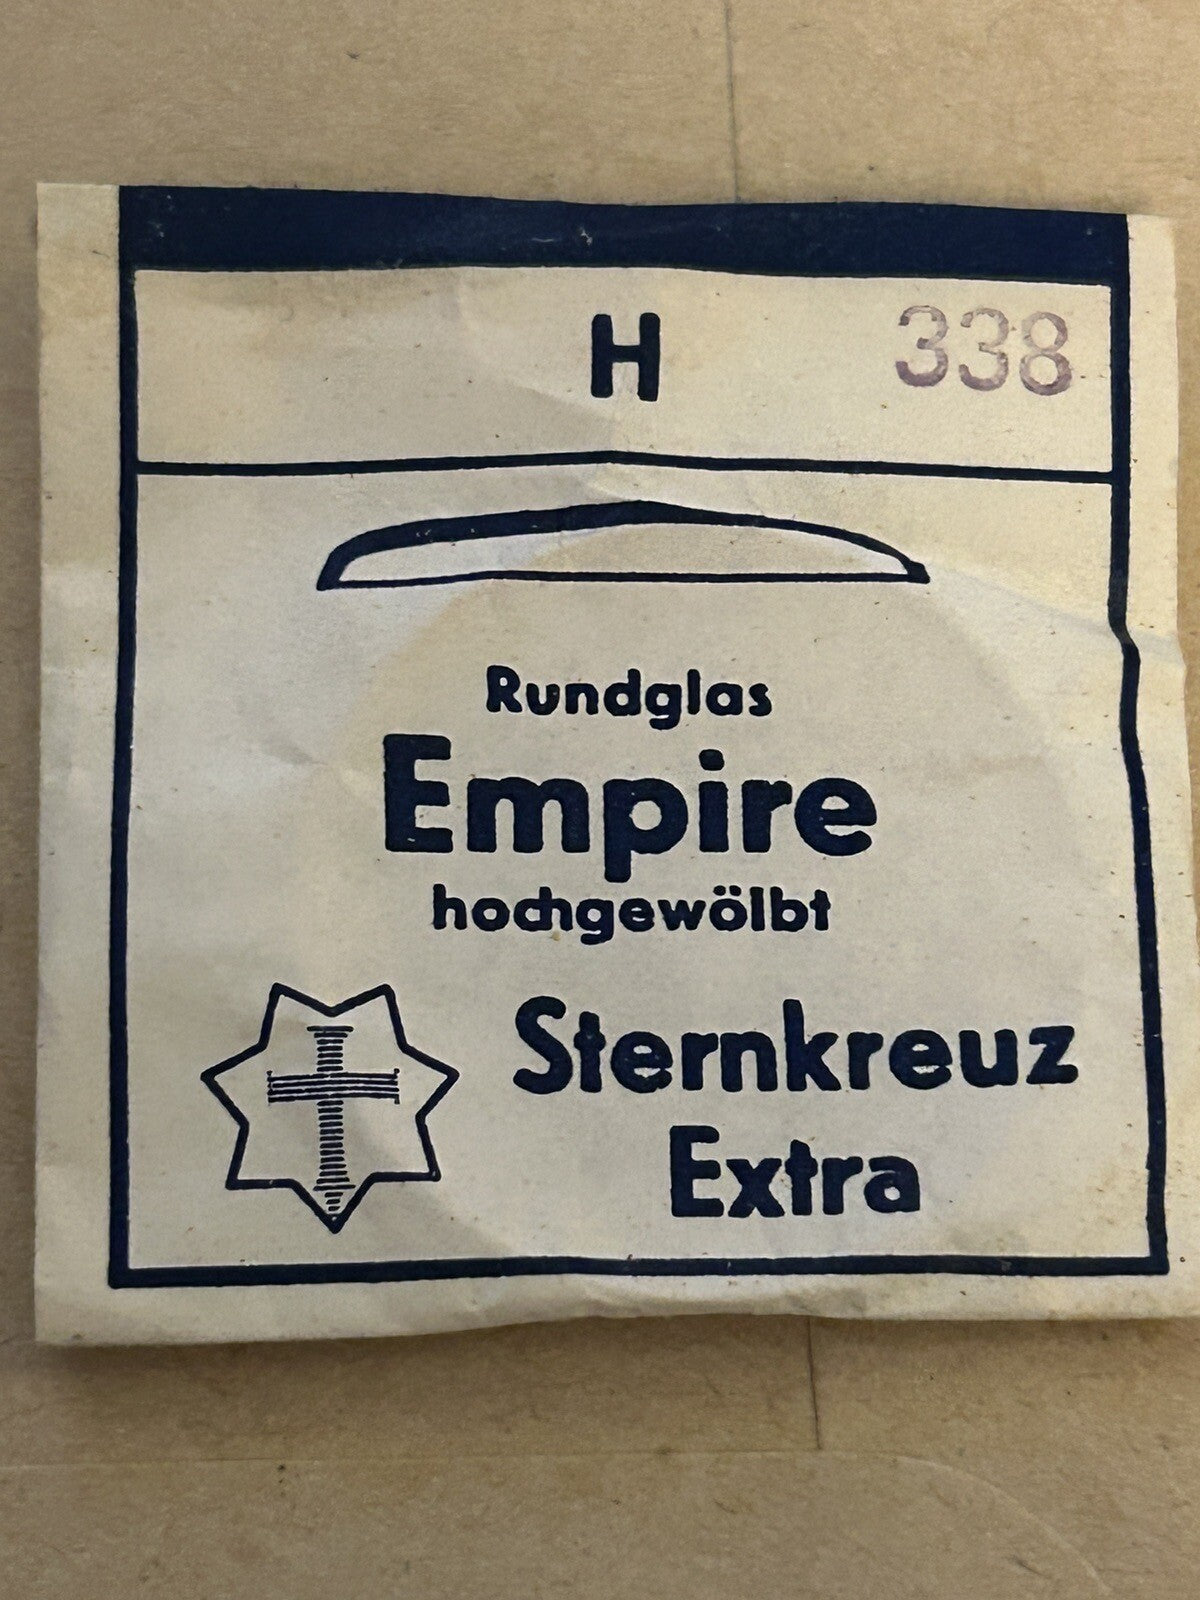 H 338
Rundglas
Empire
hochgewölbt
Sternkreuz
Extra